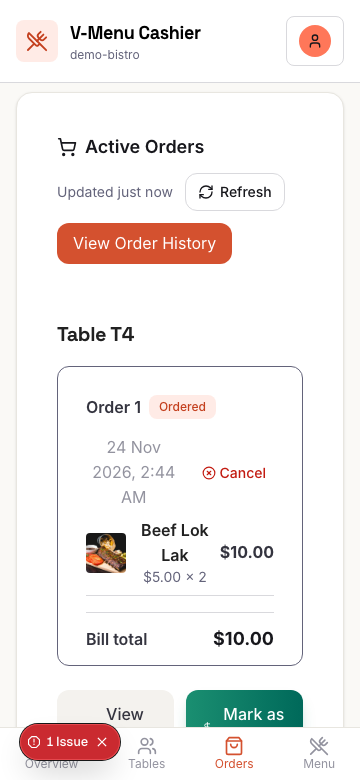 V-Menu Cashier
demo-bistro
Active Orders
Updated just now
Refresh
View Order History
Table T4
Order 1
Ordered
24 Nov
2026, 2:44
AM
Cancel
Beef Lok
Lak
$5.00 × 2
$10.00
Bill total
$10.00
View
$
Mark as
1 Issue
Overview
Tables
Orders
Menu